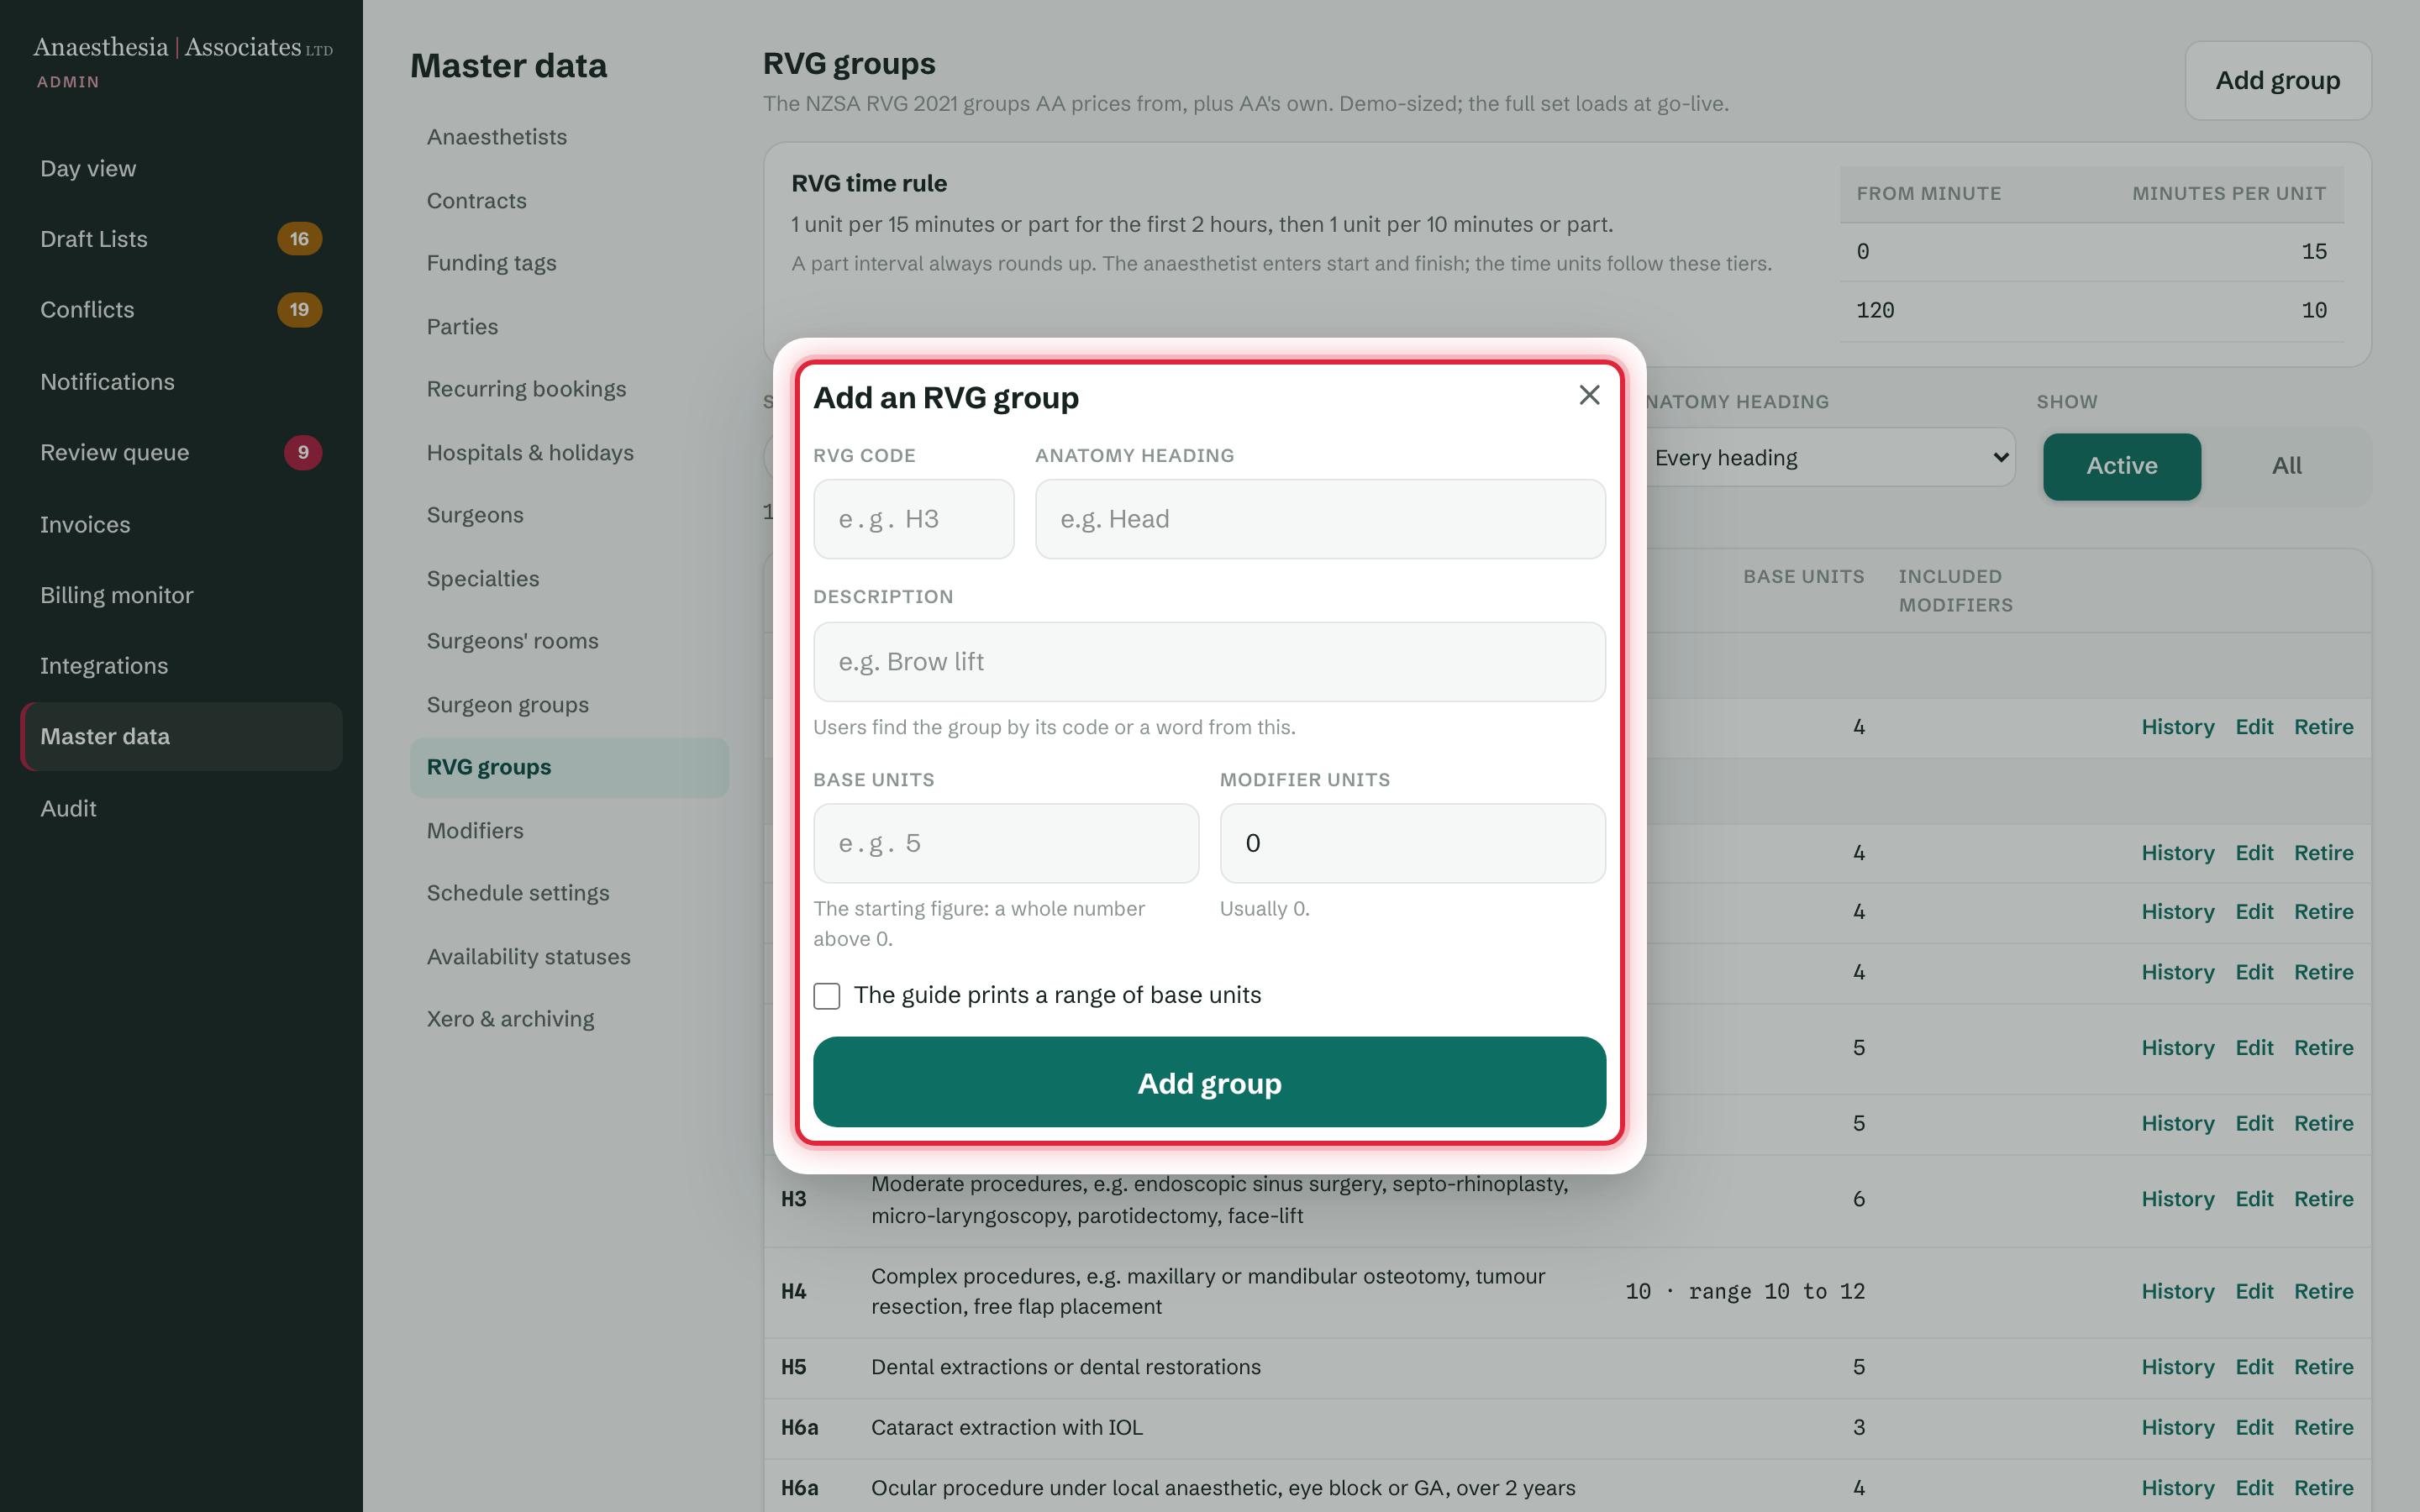 Anaesthesia | Associates LTD
ADMIN
Day view
Draft Lists 16
Conflicts 19
Notifications
Review queue 9
Invoices
Billing monitor
Integrations
Master data
Audit
Master data
Anaesthetists
Contracts
Funding tags
Parties
Recurring bookings
Hospitals & holidays
Surgeons
Specialties
Surgeons' rooms
Surgeon groups
RVG groups
Modifiers
Schedule settings
Availability statuses
Xero & archiving
RVG groups
The NZSA RVG 2021 groups AA prices from, plus AA's own. Demo-sized; the full set loads at go-live.
Add group
RVG time rule
1 unit per 15 minutes or part for the first 2 hours, then 1 unit per 10 minutes or part.
A part interval always rounds up. The anaesthetist enters start and finish; the time units follow these tiers.
FROM MINUTE MINUTES PER UNIT
0 15
120 10
NATOMY HEADING
Every heading
SHOW
Active All
BASE UNITS INCLUDED
MODIFIERS
4 History Edit Retire
4 History Edit Retire
4 History Edit Retire
4 History Edit Retire
5 History Edit Retire
5 History Edit Retire
Add an RVG group
RVG CODE ANATOMY HEADING
e.g. H3 e.g. Head
DESCRIPTION
e.g. Brow lift
Users find the group by its code or a word from this.
BASE UNITS MODIFIER UNITS
e.g. 5 0
The starting figure: a whole number
above 0.
Usually 0.
The guide prints a range of base units
Add group
H3 Moderate procedures, e.g. endoscopic sinus surgery, septo-rhinoplasty,
micro-laryngoscopy, parotidectomy, face-lift
6 History Edit Retire
H4 Complex procedures, e.g. maxillary or mandibular osteotomy, tumour
resection, free flap placement
10 · range 10 to 12 History Edit Retire
H5 Dental extractions or dental restorations 5 History Edit Retire
H6a Cataract extraction with IOL 3 History Edit Retire
H6a Ocular procedure under local anaesthetic, eye block or GA, over 2 years 4 History Edit Retire